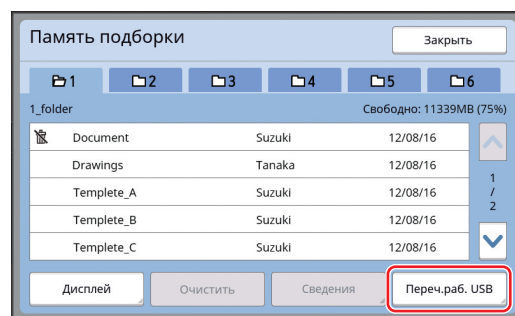 Память подборки Закрыть
1 2 3 4 5 6
1_folder Свободно: 11339MB (75%)
Document Suzuki 12/08/16
Drawings Tanaka 12/08/16
Templete_A Suzuki 12/08/16
Templete_B Suzuki 12/08/16
Templete_C Suzuki 12/08/16
1
/
2
Дисплей Очистить Сведения Переч.раб. USB